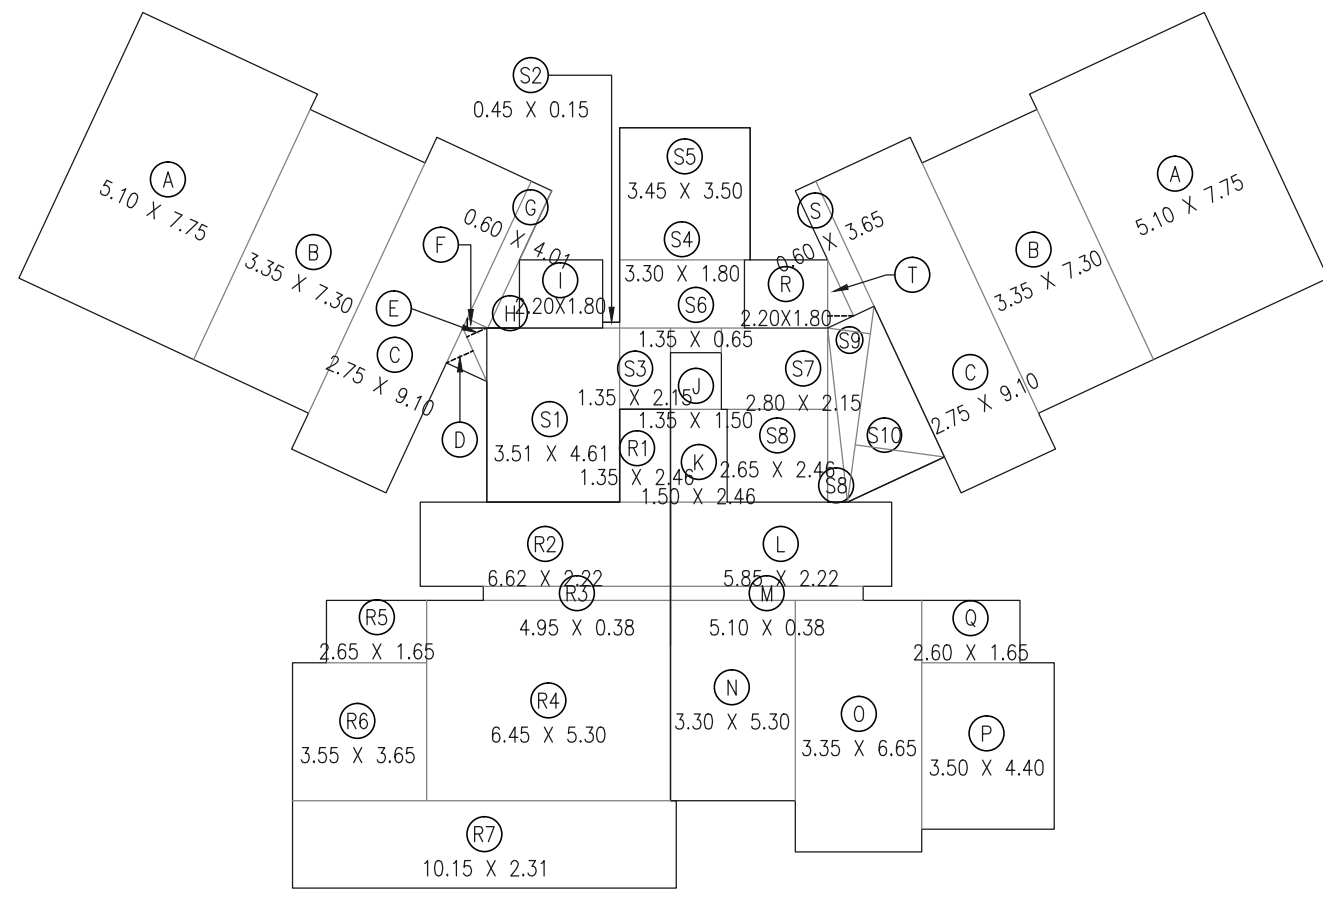 S2
0.45 X 0.15
A
5.10 X 7.75
B
3.35 X 7.30
C
2.75 X 9.10
G
0.60 X 4.01
F
E
D
H
I
2.20X1.80
S5
3.45 X 3.50
S4
3.30 X 1.80
S6
1.35 X 0.65
S
0.60 X 3.65
R
2.20X1.80
T
A
5.10 X 7.75
B
3.35 X 7.30
C
2.75 X 9.10
S3
1.35 X 2.15
J
1.35 X 1.50
S7
2.80 X 2.15
S9
S10
S1
3.51 X 4.61
R1
1.35 X 2.46
K
1.50 X 2.46
S8
2.65 X 2.46
S8
R2
6.62 X 2.22
L
5.85 X 2.22
R3
4.95 X 0.38
M
5.10 X 0.38
R5
2.65 X 1.65
Q
2.60 X 1.65
R4
6.45 X 5.30
N
3.30 X 5.30
R6
3.55 X 3.65
O
3.35 X 6.65
P
3.50 X 4.40
R7
10.15 X 2.31